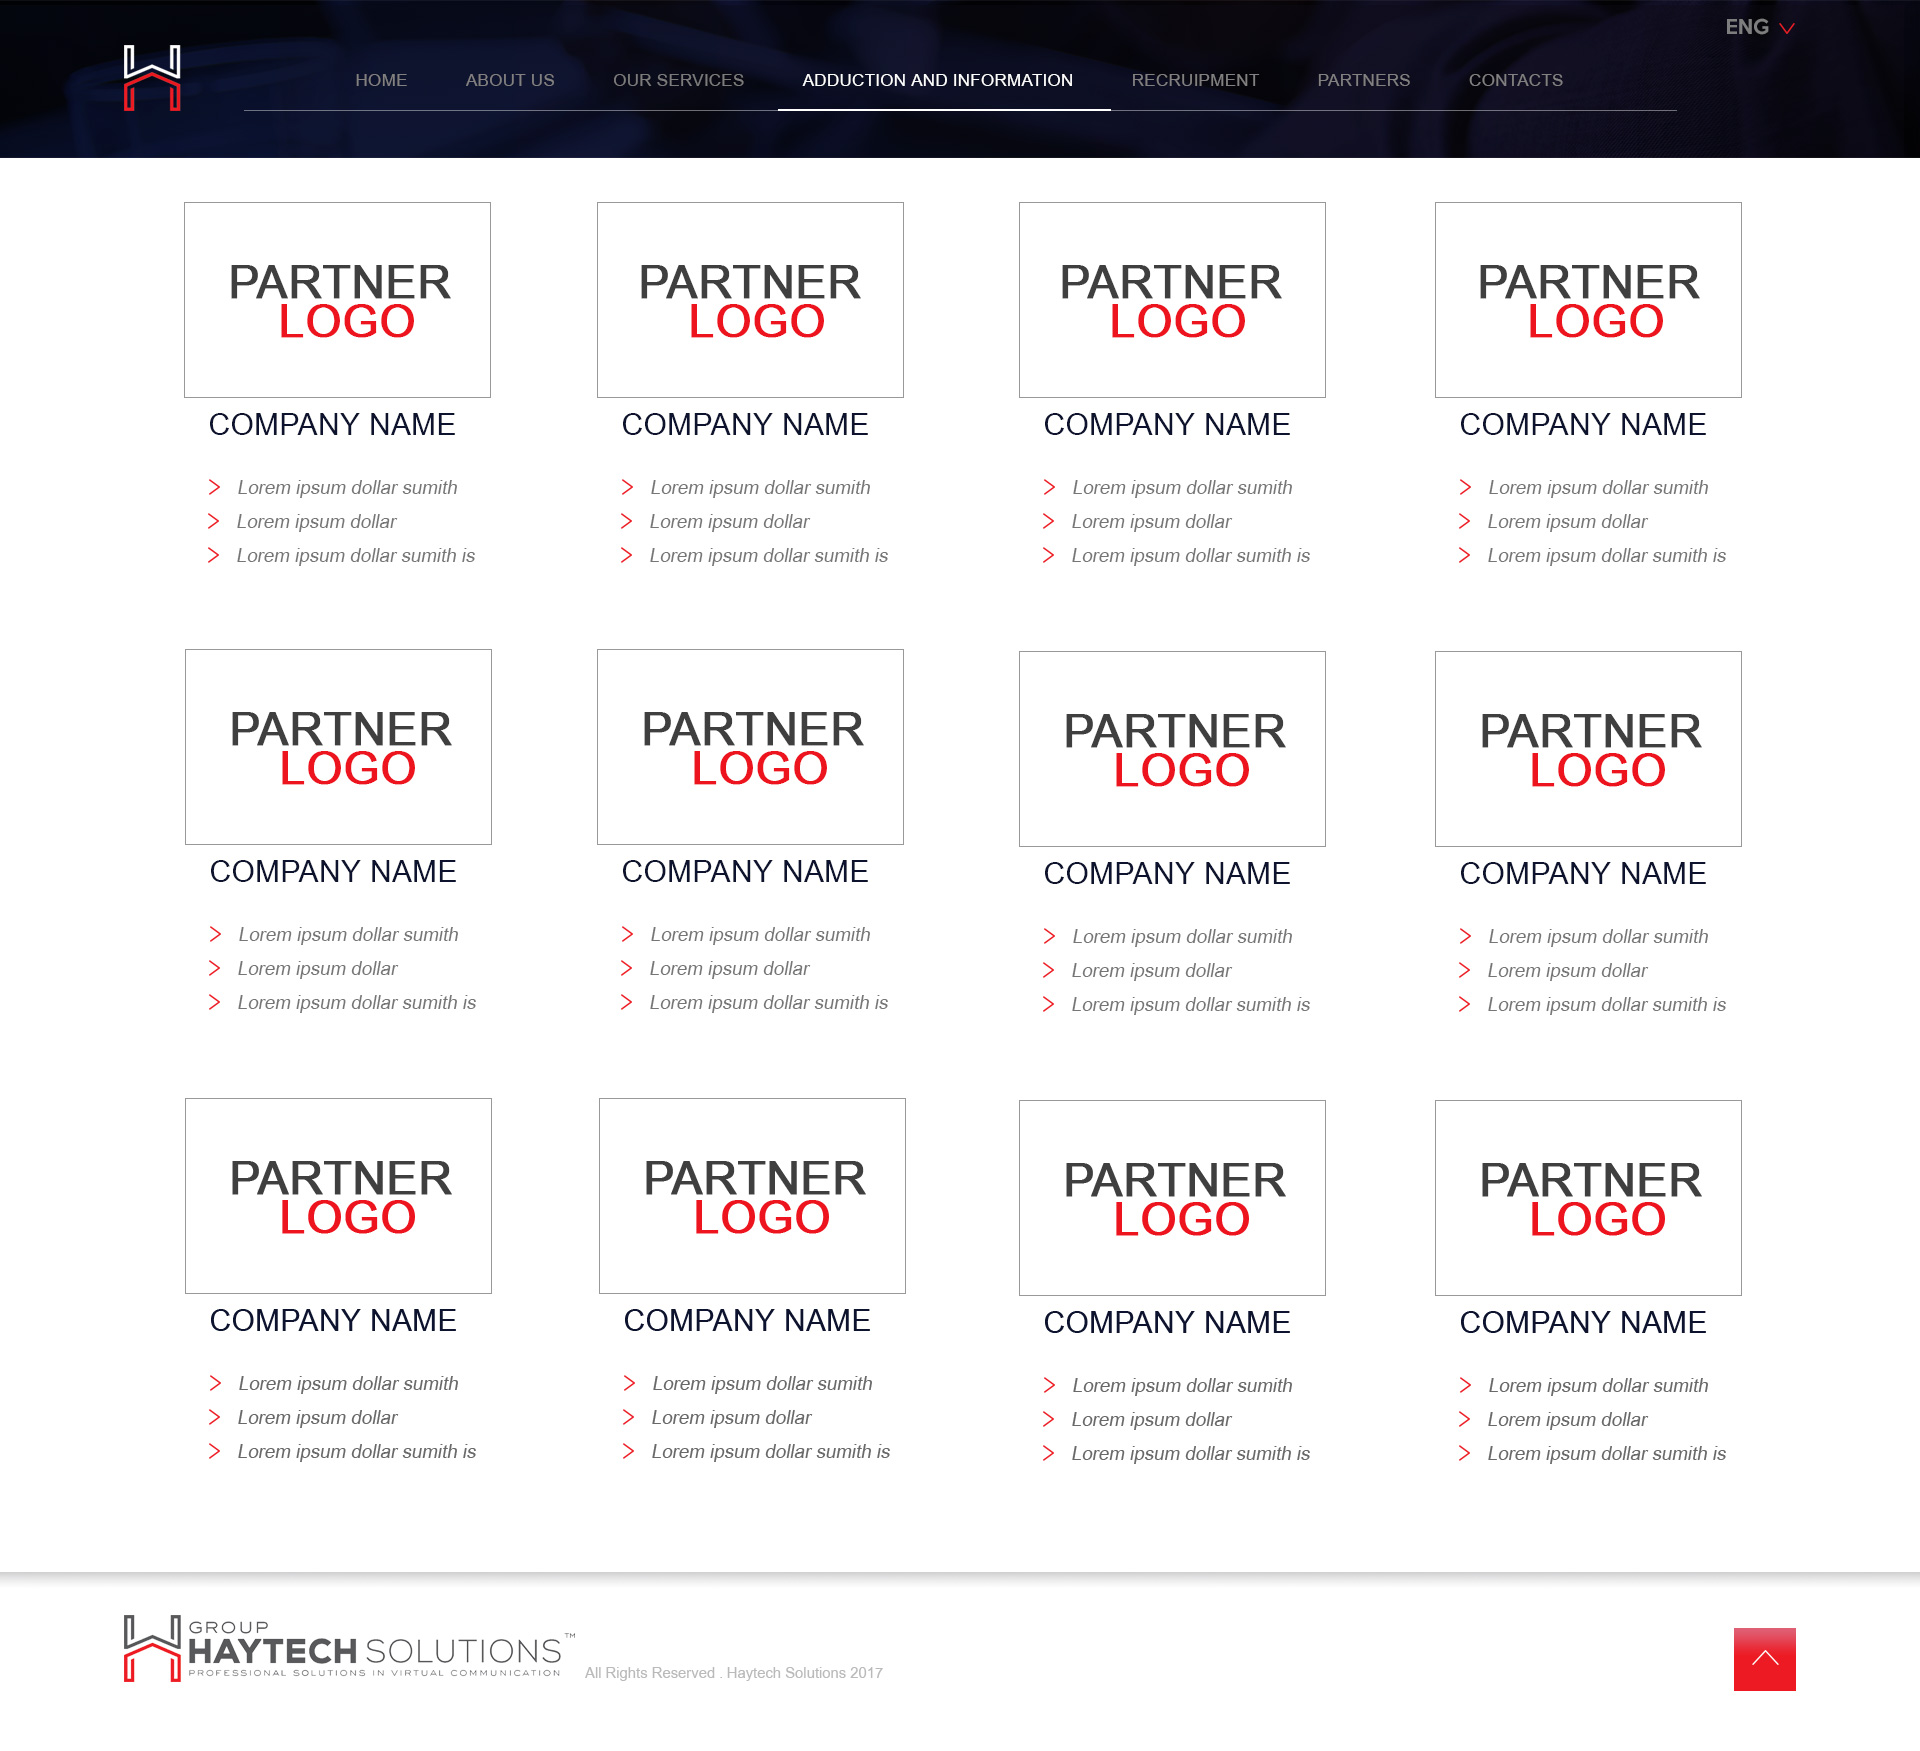 ENG
HOME ABOUT US OUR SERVICES ADDUCTION AND INFORMATION RECRUIPMENT PARTNERS CONTACTS
PARTNER
LOGO
COMPANY NAME
Lorem ipsum dollar sumith
Lorem ipsum dollar
Lorem ipsum dollar sumith is
PARTNER
LOGO
COMPANY NAME
Lorem ipsum dollar sumith
Lorem ipsum dollar
Lorem ipsum dollar sumith is
PARTNER
LOGO
COMPANY NAME
Lorem ipsum dollar sumith
Lorem ipsum dollar
Lorem ipsum dollar sumith is
PARTNER
LOGO
COMPANY NAME
Lorem ipsum dollar sumith
Lorem ipsum dollar
Lorem ipsum dollar sumith is
PARTNER
LOGO
COMPANY NAME
Lorem ipsum dollar sumith
Lorem ipsum dollar
Lorem ipsum dollar sumith is
PARTNER
LOGO
COMPANY NAME
Lorem ipsum dollar sumith
Lorem ipsum dollar
Lorem ipsum dollar sumith is
PARTNER
LOGO
COMPANY NAME
Lorem ipsum dollar sumith
Lorem ipsum dollar
Lorem ipsum dollar sumith is
PARTNER
LOGO
COMPANY NAME
Lorem ipsum dollar sumith
Lorem ipsum dollar
Lorem ipsum dollar sumith is
PARTNER
LOGO
COMPANY NAME
Lorem ipsum dollar sumith
Lorem ipsum dollar
Lorem ipsum dollar sumith is
PARTNER
LOGO
COMPANY NAME
Lorem ipsum dollar sumith
Lorem ipsum dollar
Lorem ipsum dollar sumith is
PARTNER
LOGO
COMPANY NAME
Lorem ipsum dollar sumith
Lorem ipsum dollar
Lorem ipsum dollar sumith is
PARTNER
LOGO
COMPANY NAME
Lorem ipsum dollar sumith
Lorem ipsum dollar
Lorem ipsum dollar sumith is
GROUP
HAYTECH SOLUTIONS™
PROFESSIONAL SOLUTIONS IN VIRTUAL COMMUNICATION
All Rights Reserved . Haytech Solutions 2017